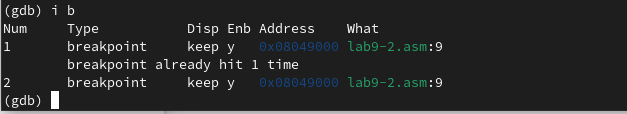 (gdb) i b
Num     Type           Disp Enb Address    What
1       breakpoint     keep y   0x08049000 lab9-2.asm:9
        breakpoint already hit 1 time
2       breakpoint     keep y   0x08049000 lab9-2.asm:9
(gdb)